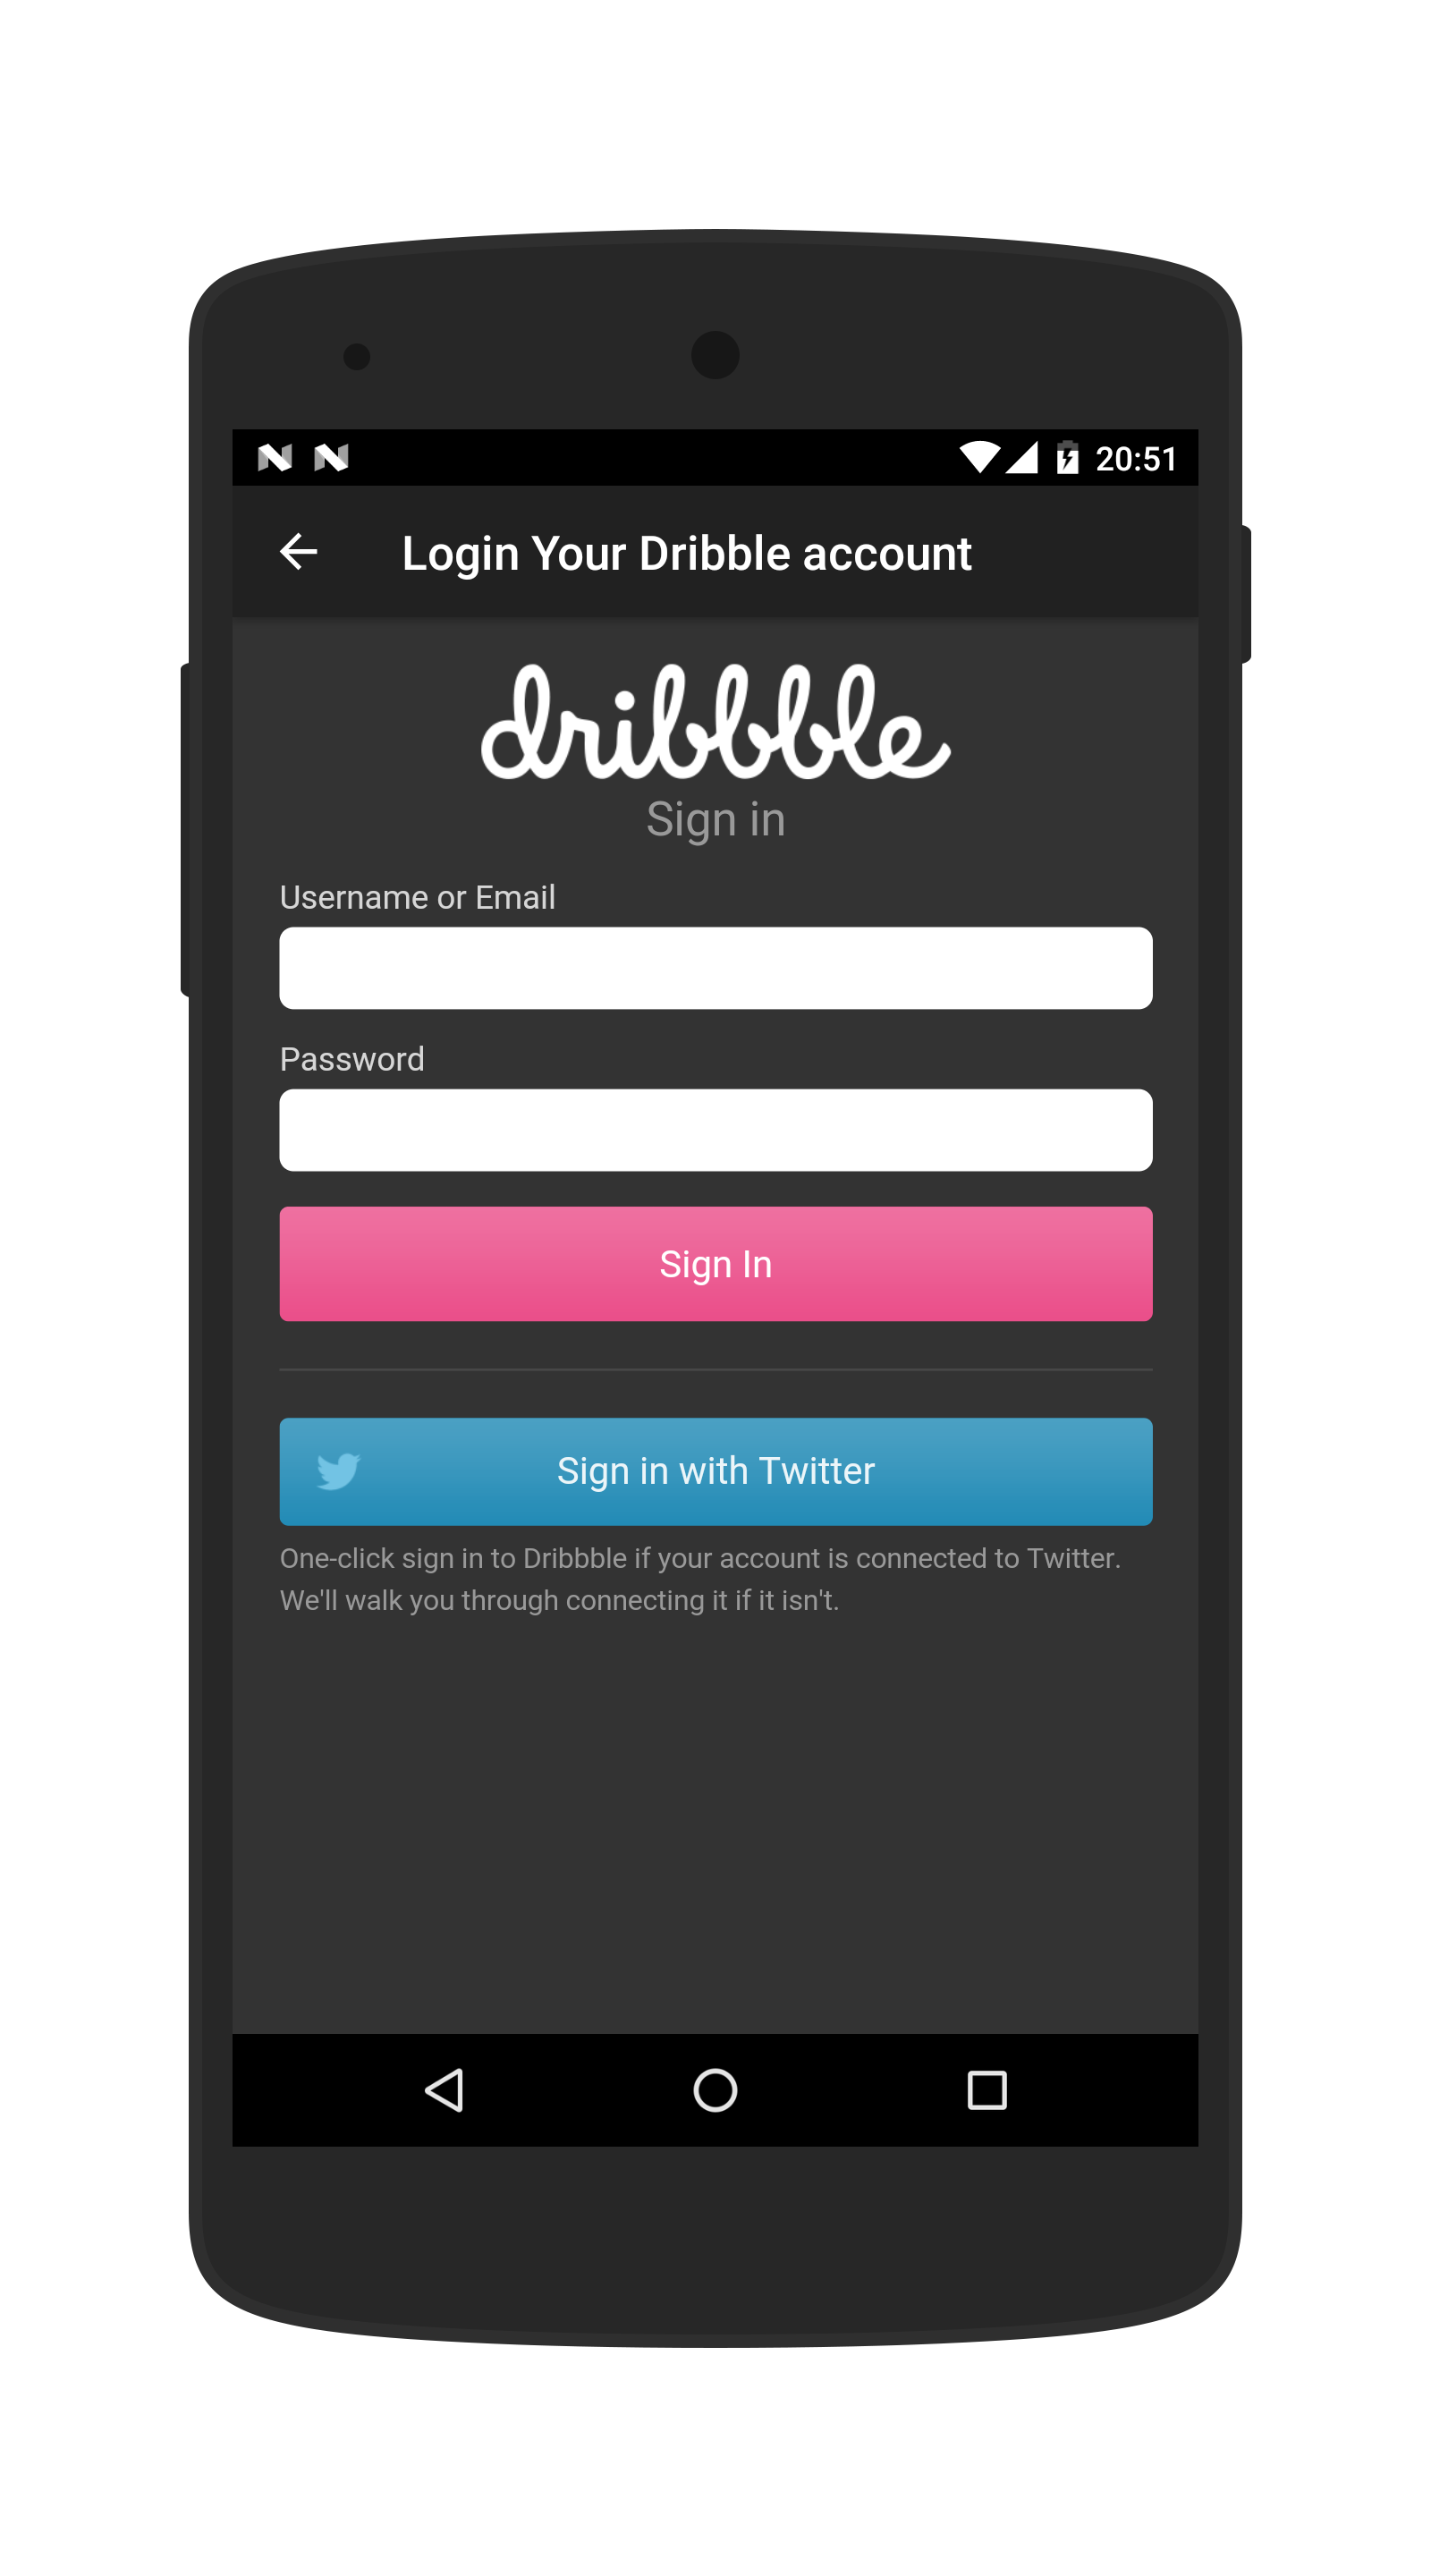 20:51
Login Your Dribble account
dribbble
Sign in
Username or Email
Password
Sign In
Sign in with Twitter
One-click sign in to Dribbble if your account is connected to Twitter.
We'll walk you through connecting it if it isn't.